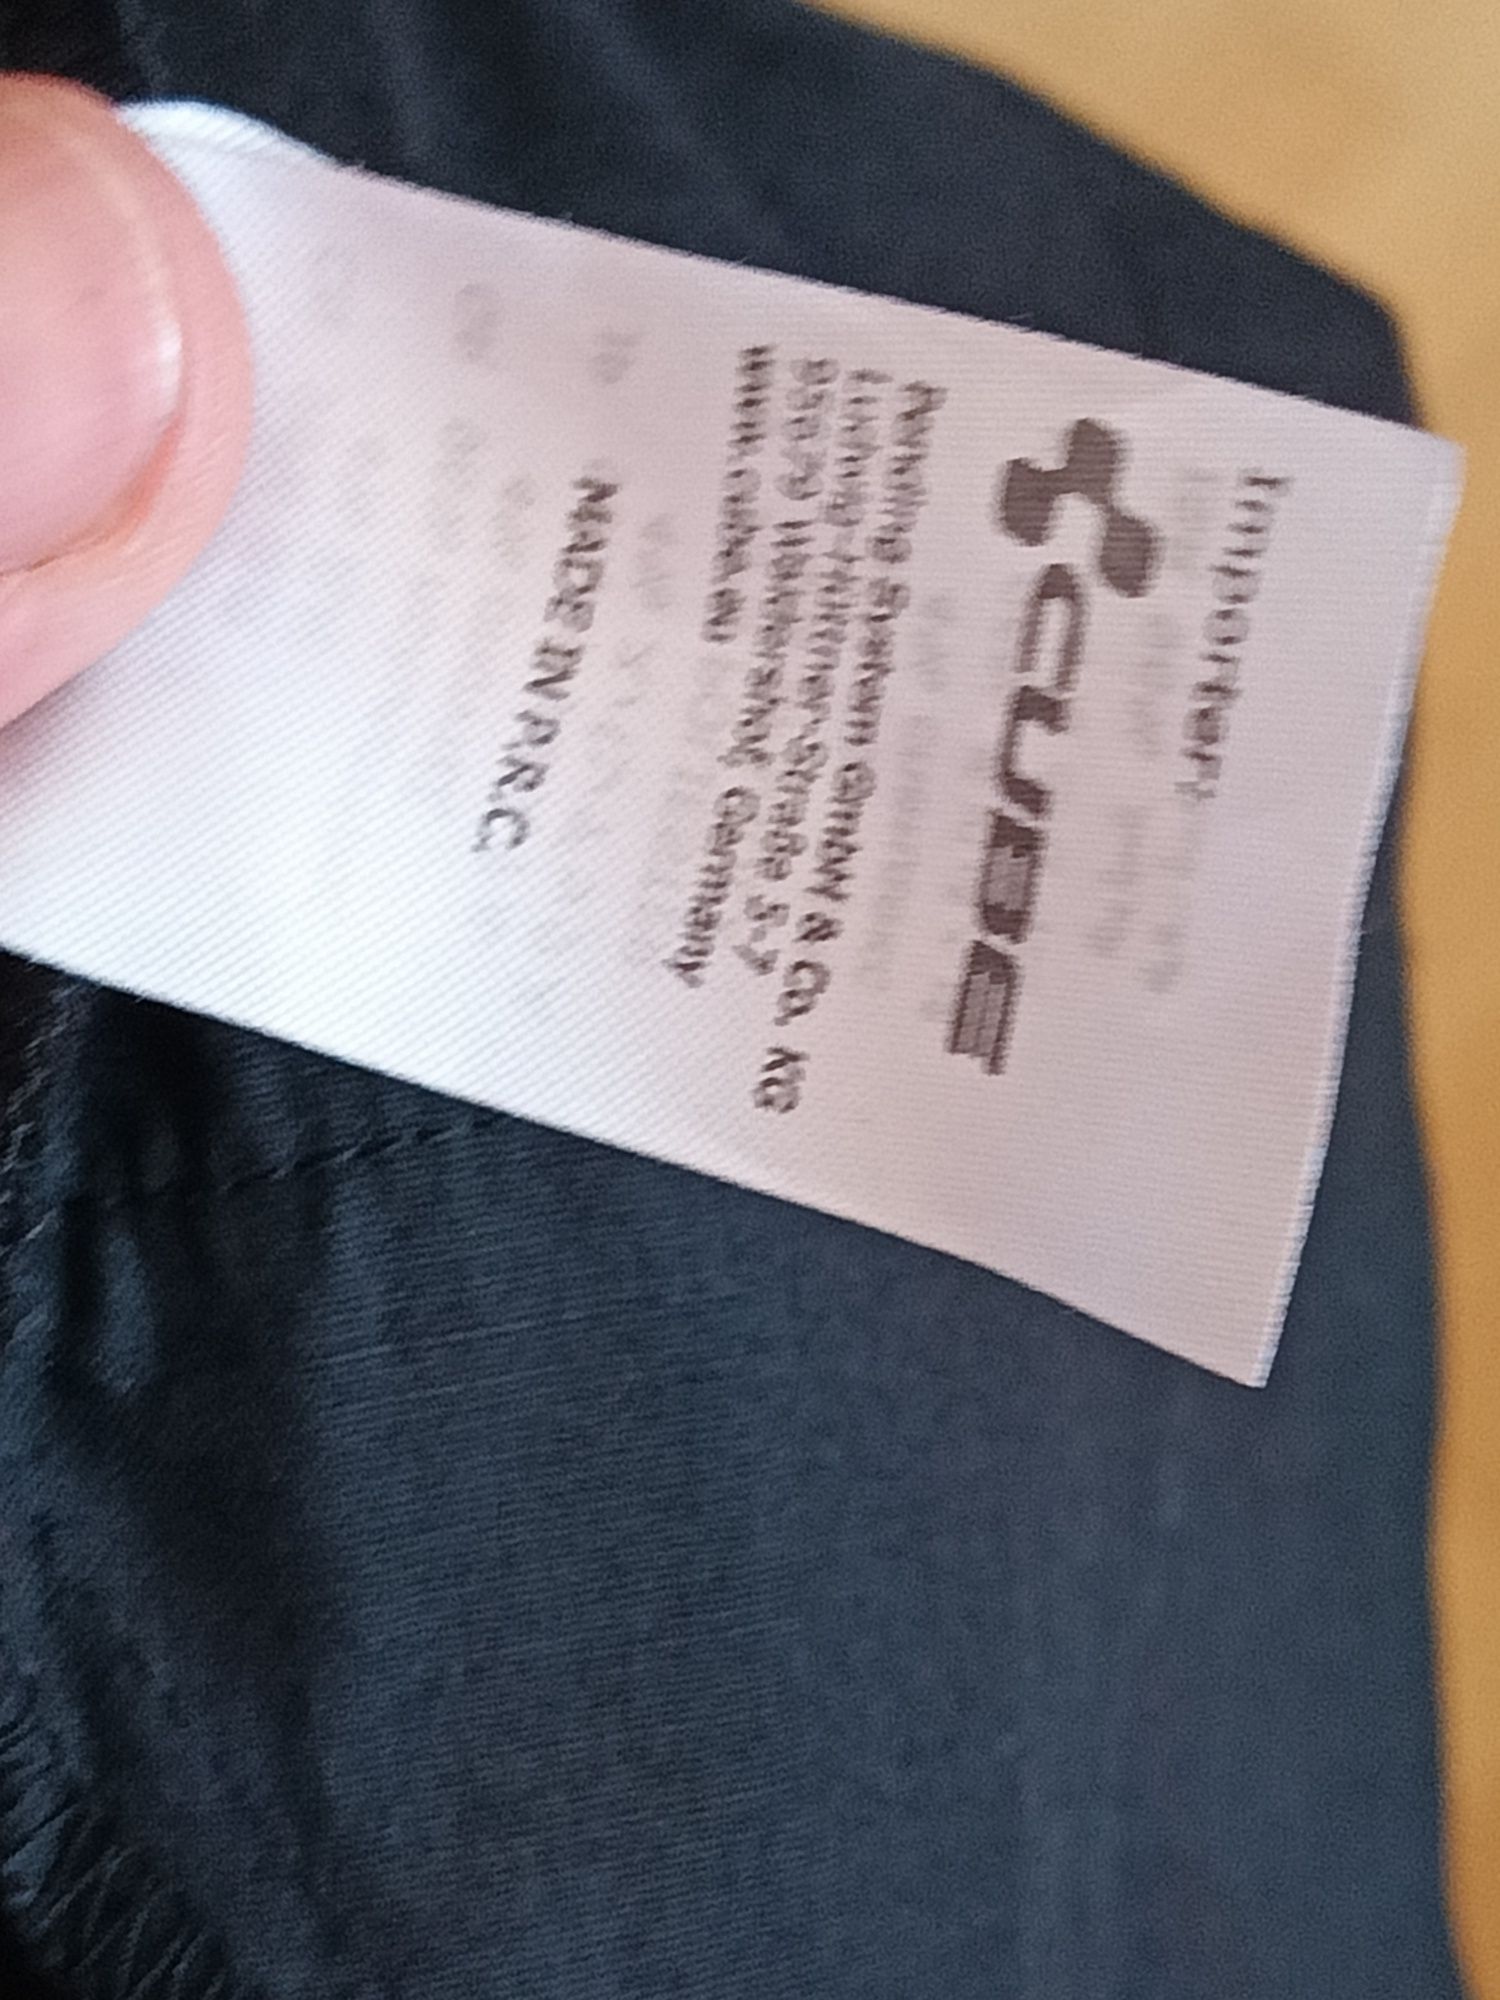 Importer:
CUBE
Pending System GmbH & Co. KG
Ludwig-Hüttner-Straße 5-7
95679 Waldershof, Germany
www.cube.eu
MADE IN P.R.C